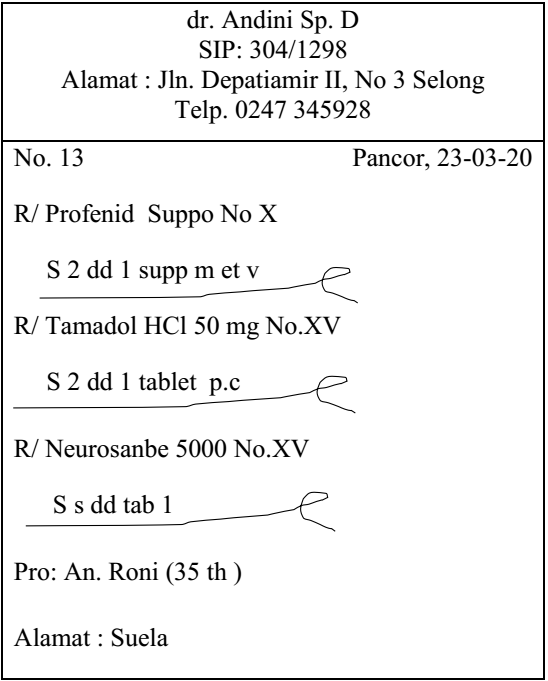 dr. Andini Sp. D
SIP: 304/1298
Alamat : Jln. Depatiamir II, No 3 Selong
Telp. 0247 345928
No. 13 Pancor, 23-03-20
R/ Profenid Suppo No X
S 2 dd 1 supp m et v
R/ Tamadol HCl 50 mg No.XV
S 2 dd 1 tablet p.c
R/ Neurosanbe 5000 No.XV
S s dd tab 1
Pro: An. Roni (35 th )
Alamat : Suela